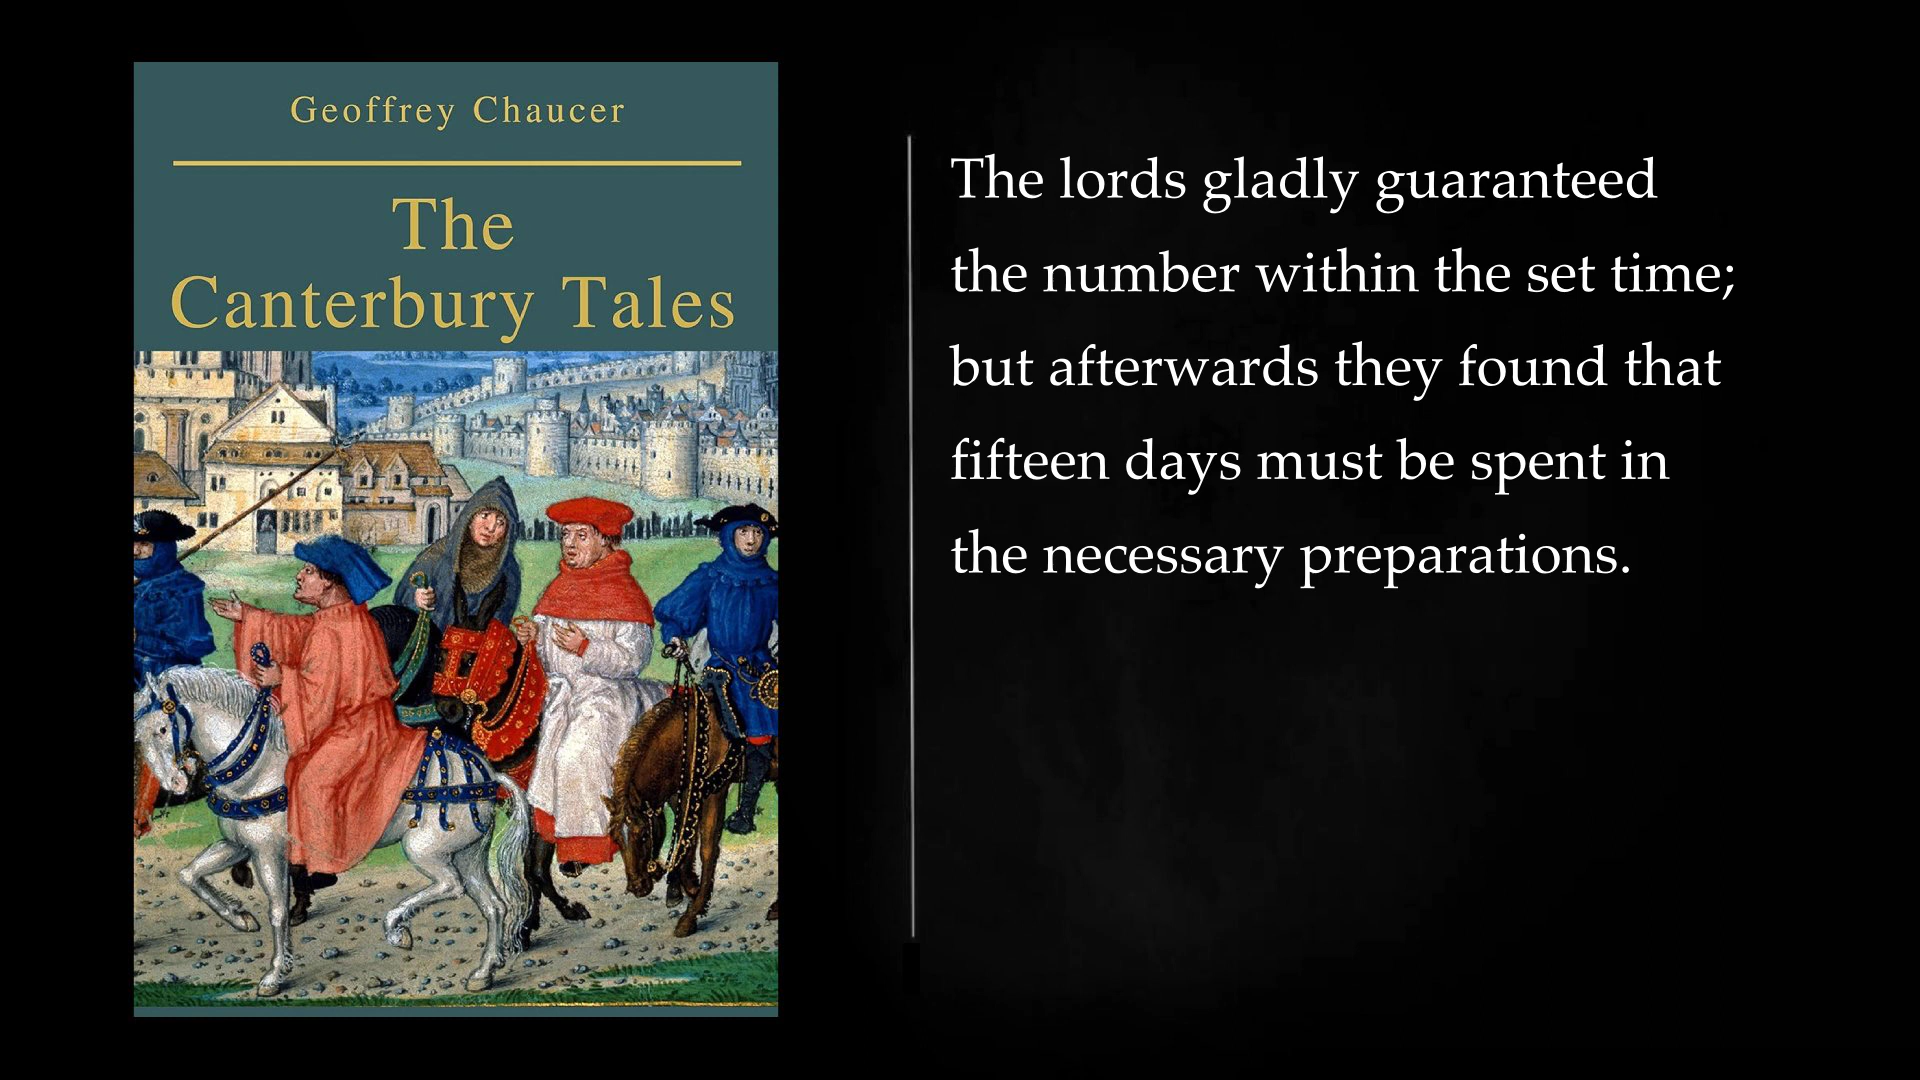 Geoffrey Chaucer
The
Canterbury Tales
The lords gladly guaranteed
the number within the set time;
but afterwards they found that
fifteen days must be spent in
the necessary preparations.